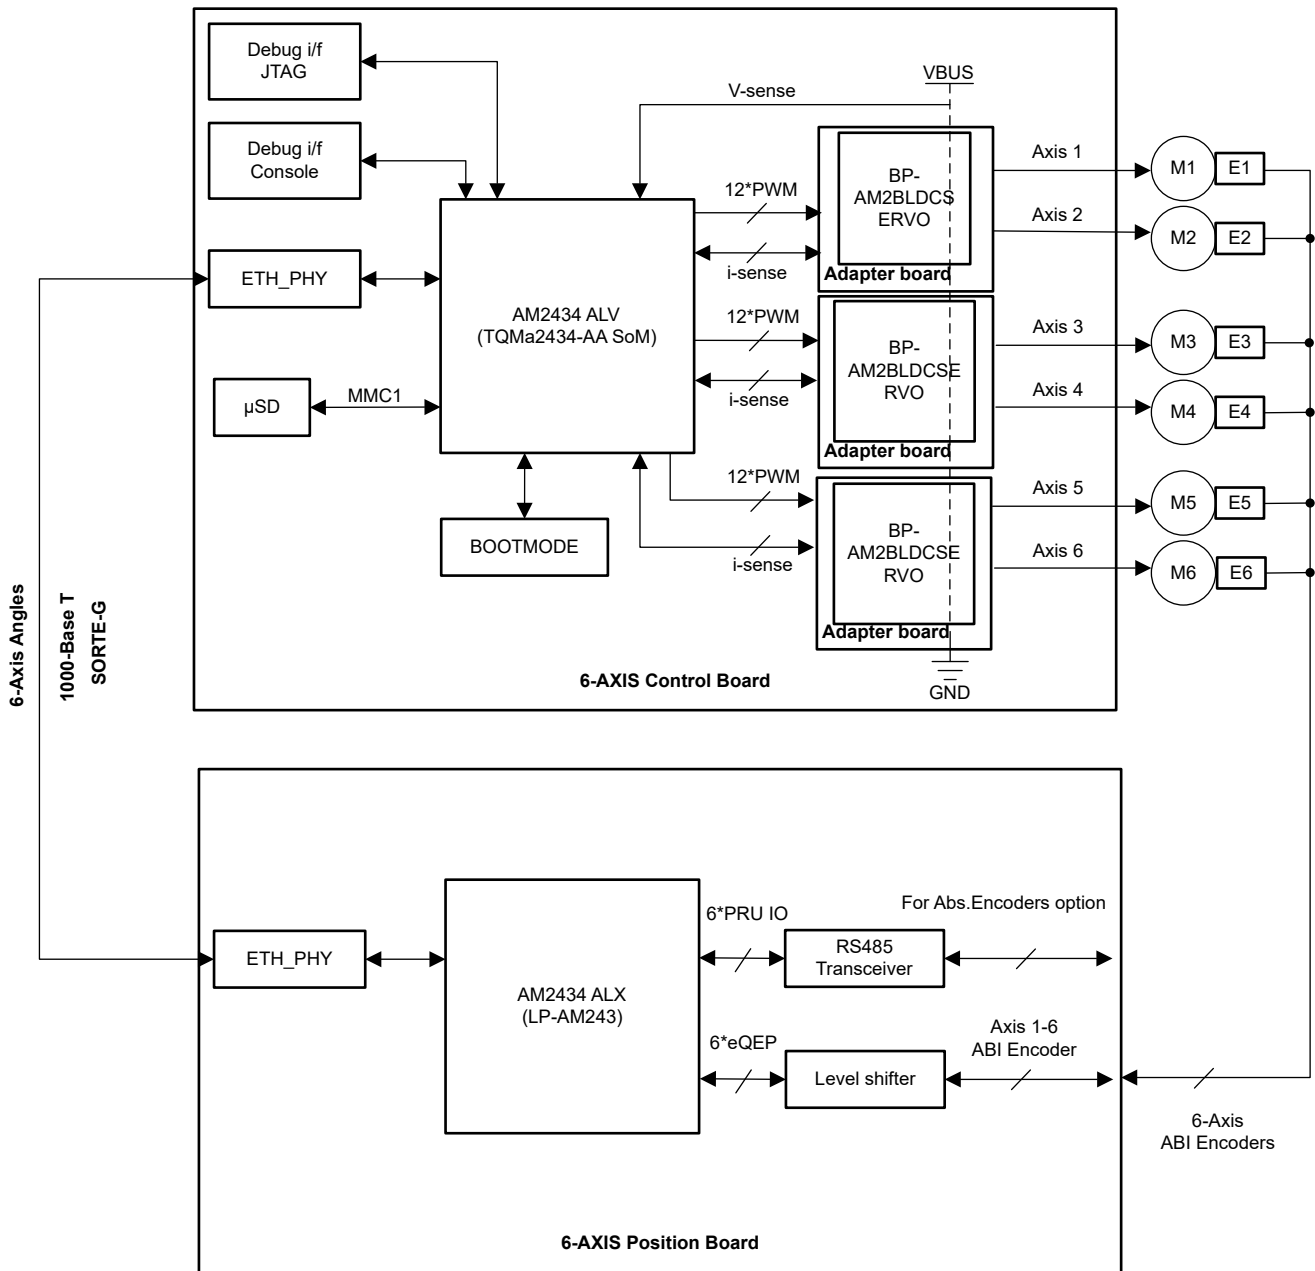 Debug i/f
JTAG
Debug i/f
Console
ETH_PHY
µSD
MMC1
V-sense
VBUS
AM2434 ALV
(TQMa2434-AA SoM)
BOOTMODE
12*PWM
i-sense
BP-
AM2BLDCS
ERVO
Adapter board
12*PWM
i-sense
BP-
AM2BLDCSE
RVO
Adapter board
12*PWM
i-sense
BP-
AM2BLDCSE
RVO
Adapter board
GND
Axis 1
M1
E1
Axis 2
M2
E2
Axis 3
M3
E3
Axis 4
M4
E4
Axis 5
M5
E5
Axis 6
M6
E6
6-AXIS Control Board
6-Axis Angles
1000-Base T
SORTE-G
ETH_PHY
AM2434 ALX
(LP-AM243)
6*PRU IO
RS485
Transceiver
For Abs.Encoders option
6*eQEP
Level shifter
Axis 1-6
ABI Encoder
6-Axis
ABI Encoders
6-AXIS Position Board